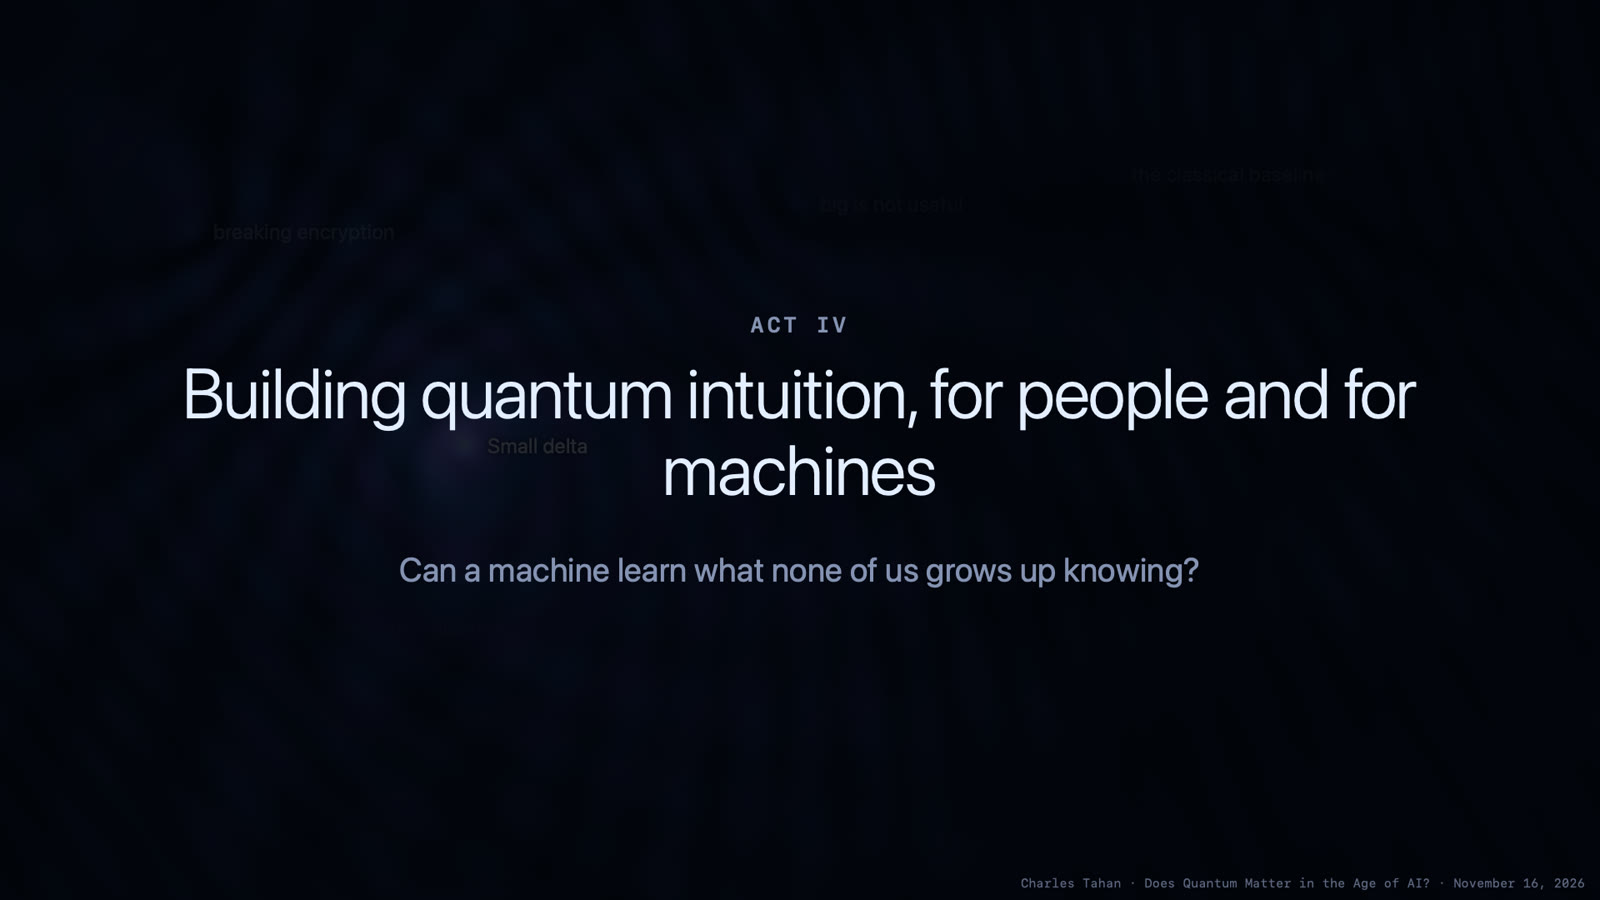 the classical baseline
big is not useful
breaking encryption
ACT IV
Building quantum intuition, for people and for
machines
Small delta
Can a machine learn what none of us grows up knowing?
Charles Tahan · Does Quantum Matter in the Age of AI? · November 16, 2026